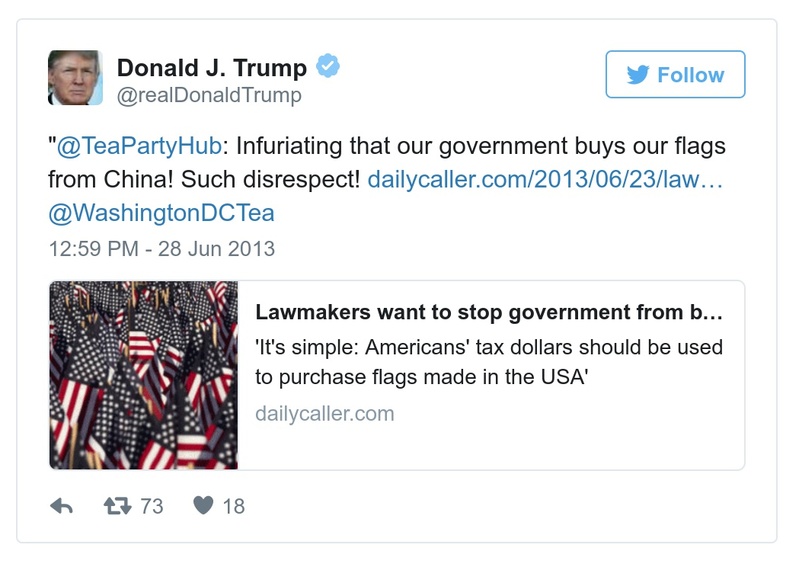 Donald J. Trump
@realDonaldTrump
Follow
"@TeaPartyHub: Infuriating that our government buys our flags
from China! Such disrespect! dailycaller.com/2013/06/23/law…
@WashingtonDCTea
12:59 PM - 28 Jun 2013
Lawmakers want to stop government from b…
'It's simple: Americans' tax dollars should be used
to purchase flags made in the USA'
dailycaller.com
73 18